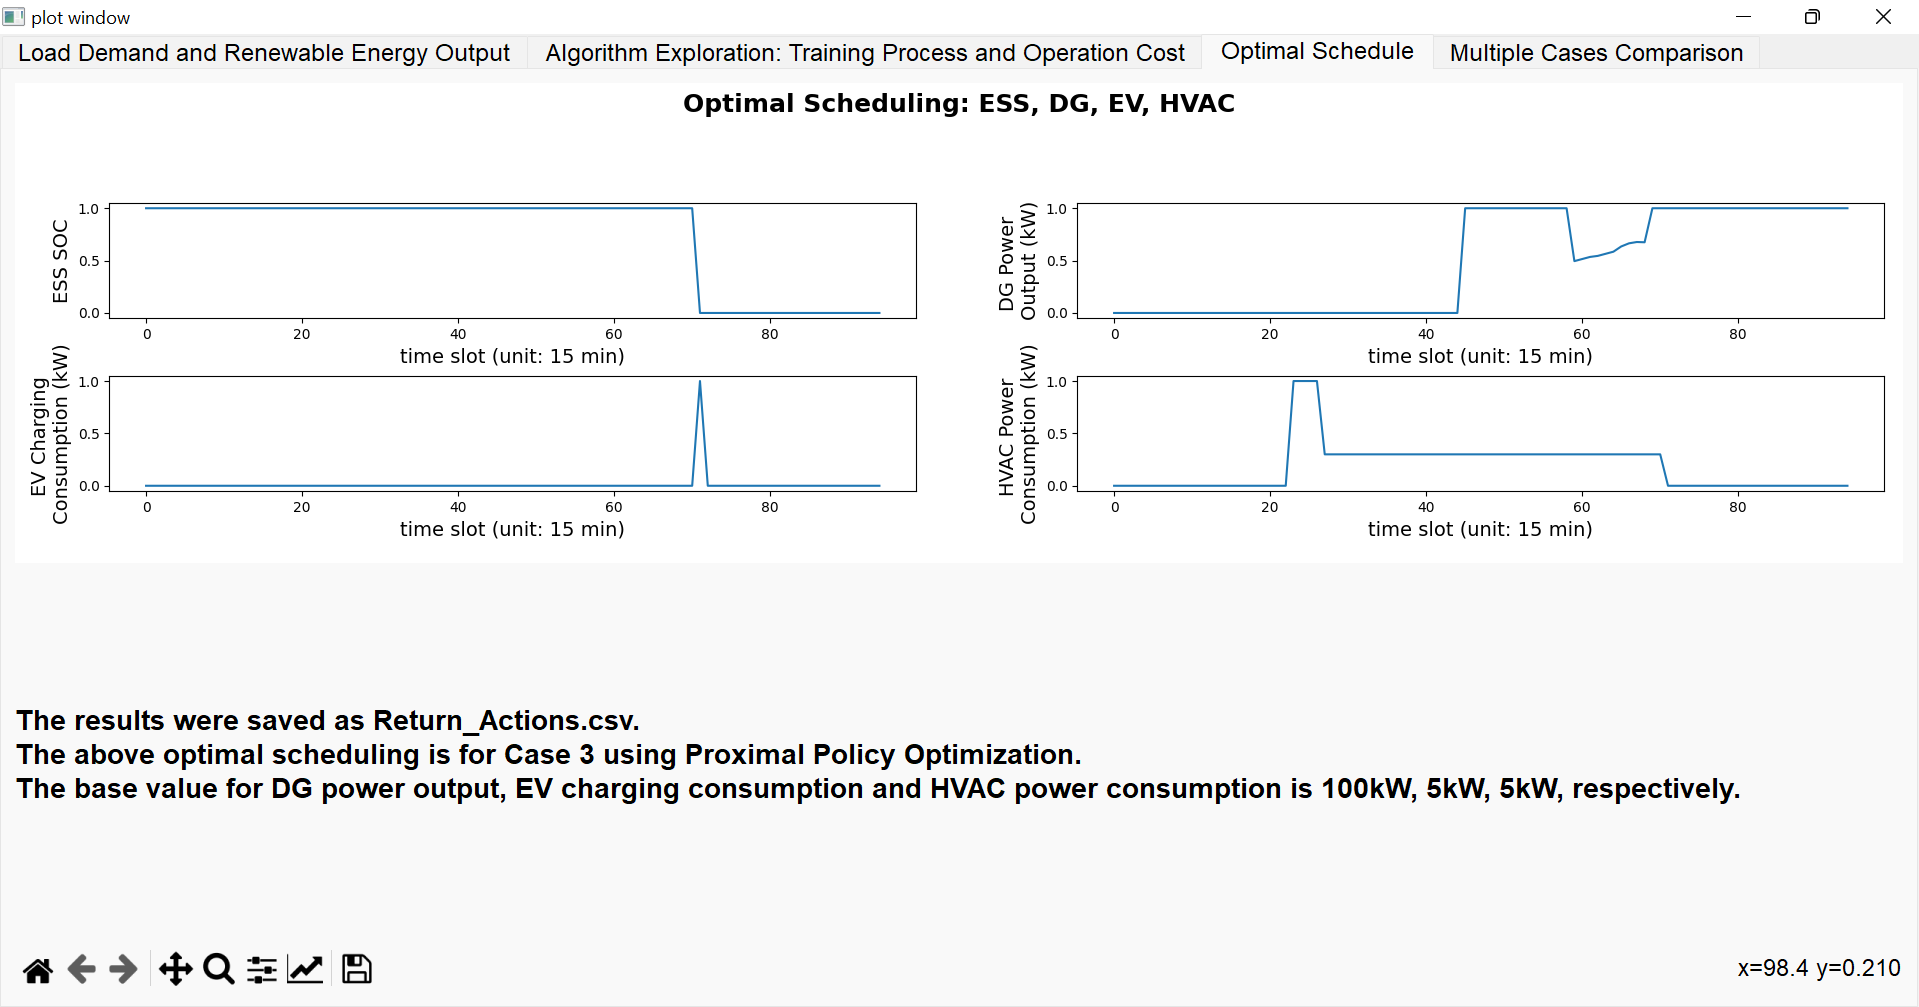 plot window
Load Demand and Renewable Energy Output
Algorithm Exploration: Training Process and Operation Cost
Optimal Schedule
Multiple Cases Comparison
Optimal Scheduling: ESS, DG, EV, HVAC
ESS SOC
1.0
0.5
0.0
0 20 40 60 80
time slot (unit: 15 min)
DG Power
Output (kW)
1.0
0.5
0.0
0 20 40 60 80
time slot (unit: 15 min)
EV Charging
Consumption (kW)
1.0
0.5
0.0
0 20 40 60 80
time slot (unit: 15 min)
HVAC Power
Consumption (kW)
1.0
0.5
0.0
0 20 40 60 80
time slot (unit: 15 min)
The results were saved as Return_Actions.csv.
The above optimal scheduling is for Case 3 using Proximal Policy Optimization.
The base value for DG power output, EV charging consumption and HVAC power consumption is 100kW, 5kW, 5kW, respectively.
x=98.4 y=0.210